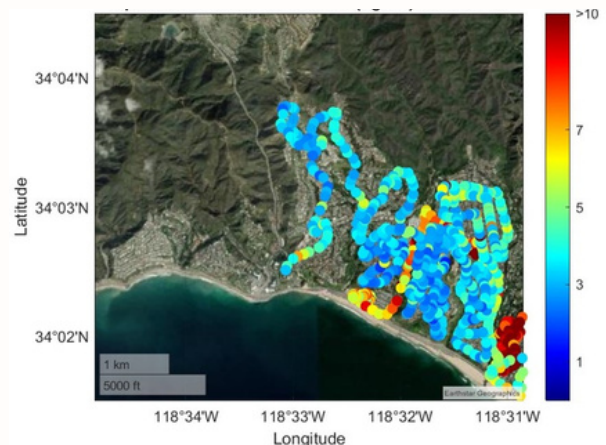 >10
7
5
3
1
34°04'N
34°03'N
34°02'N
Latitude
1 km
5000 ft
Earthstar Geographics
118°34'W 118°33'W 118°32'W 118°31'W
Longitude